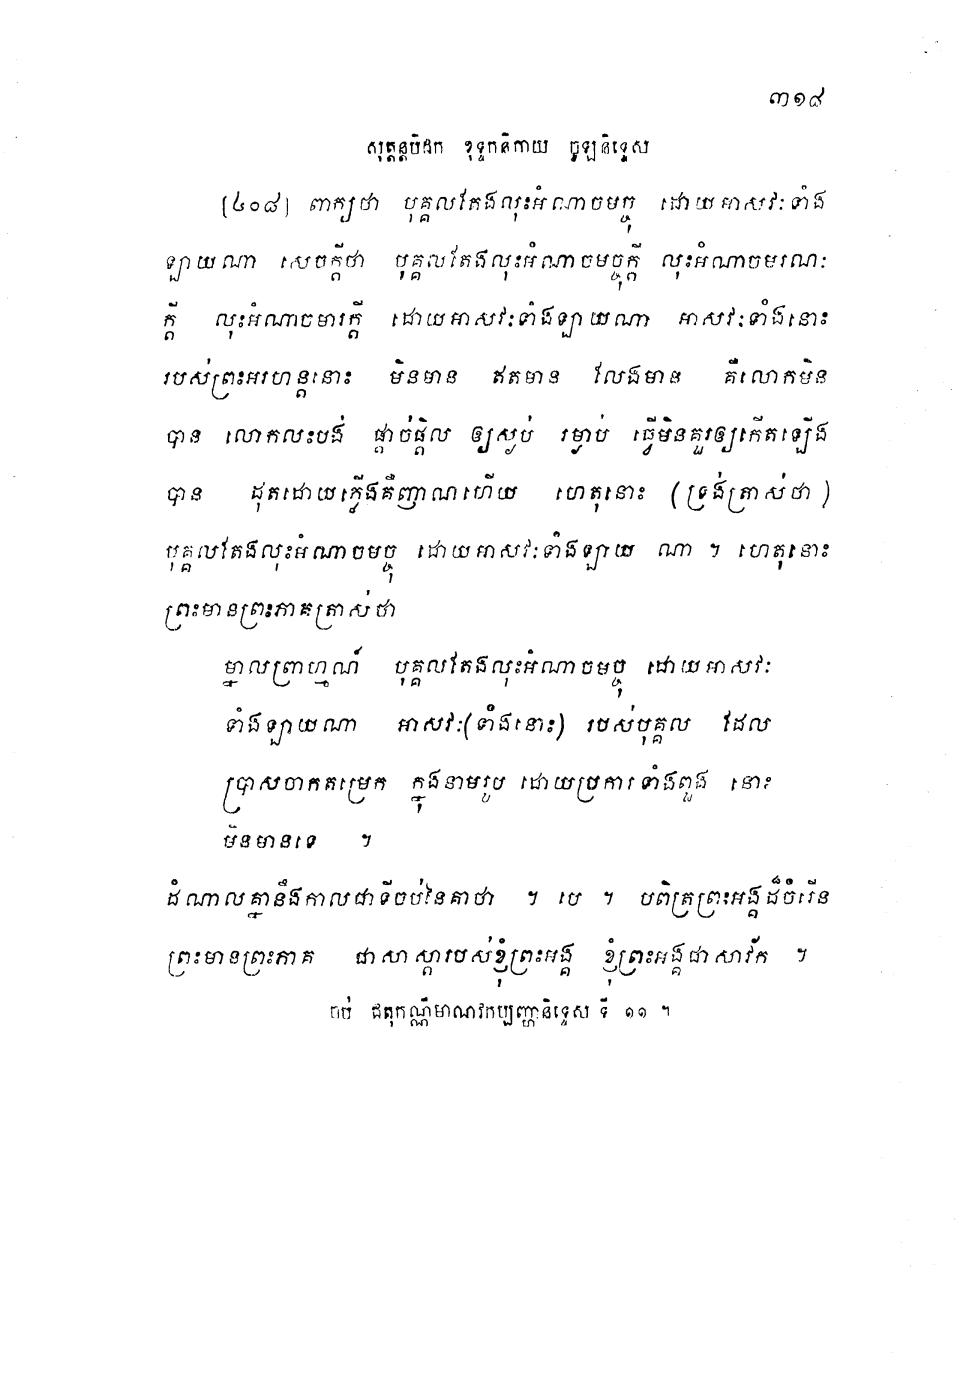 ៣១៨
សុត្តន្តបិដក ខុទ្ទកនិកាយ ចូឡនិទ្ទេស
[៤០៨] ពាក្យថា បុគ្គលតែងលុះអំណាចមច្ចុ ដោយអាសវៈទាំង
ឡាយណា សេចក្តីថា បុគ្គលតែងលុះអំណាចមច្ចុក្តី លុះអំណាចមរណៈ
ក្តី លុះអំណាចមារក្តី ដោយអាសវៈទាំងឡាយណា អាសវៈទាំងនោះ
របស់ព្រះអរហន្តនោះ មិនមាន ឥតមាន លែងមាន គឺលោកមិន
បាន លោកលះបង់ ផ្តាច់ផ្តិល ឲ្យស្ងប់ រម្ងាប់ ធ្វើមិនគួរឲ្យកើតឡើង
បាន ដុតដោយភ្លើងគឺញាណហើយ ហេតុនោះ (ទ្រង់ត្រាស់ថា)
បុគ្គលតែងលុះអំណាចមច្ចុ ដោយអាសវៈទាំងឡាយ ណា ។ ហេតុនោះ
ព្រះមានព្រះភាគត្រាស់ថា
ម្នាលព្រាហ្មណ៍ បុគ្គលតែងលុះអំណាចមច្ចុ ដោយអាសវៈ
ទាំងឡាយណា អាសវៈ(ទាំងនោះ) របស់បុគ្គល ដែល
ប្រាសចាកតម្រេក ក្នុងនាមរូប ដោយប្រការទាំងពួង នោះ
មិនមានទេ ។
ដំណាលគ្នានឹងកាលជាទីចប់នៃគាថា ។ បេ ។ បពិត្រព្រះអង្គដ៏ចំរើន
ព្រះមានព្រះភាគ ជាសាស្តារបស់ខ្ញុំព្រះអង្គ ខ្ញុំព្រះអង្គជាសាវ័ក ។
ចប់ ជតុកណ្ណីមាណវកប្បញ្ហានិទ្ទេស ទី ១១ ។